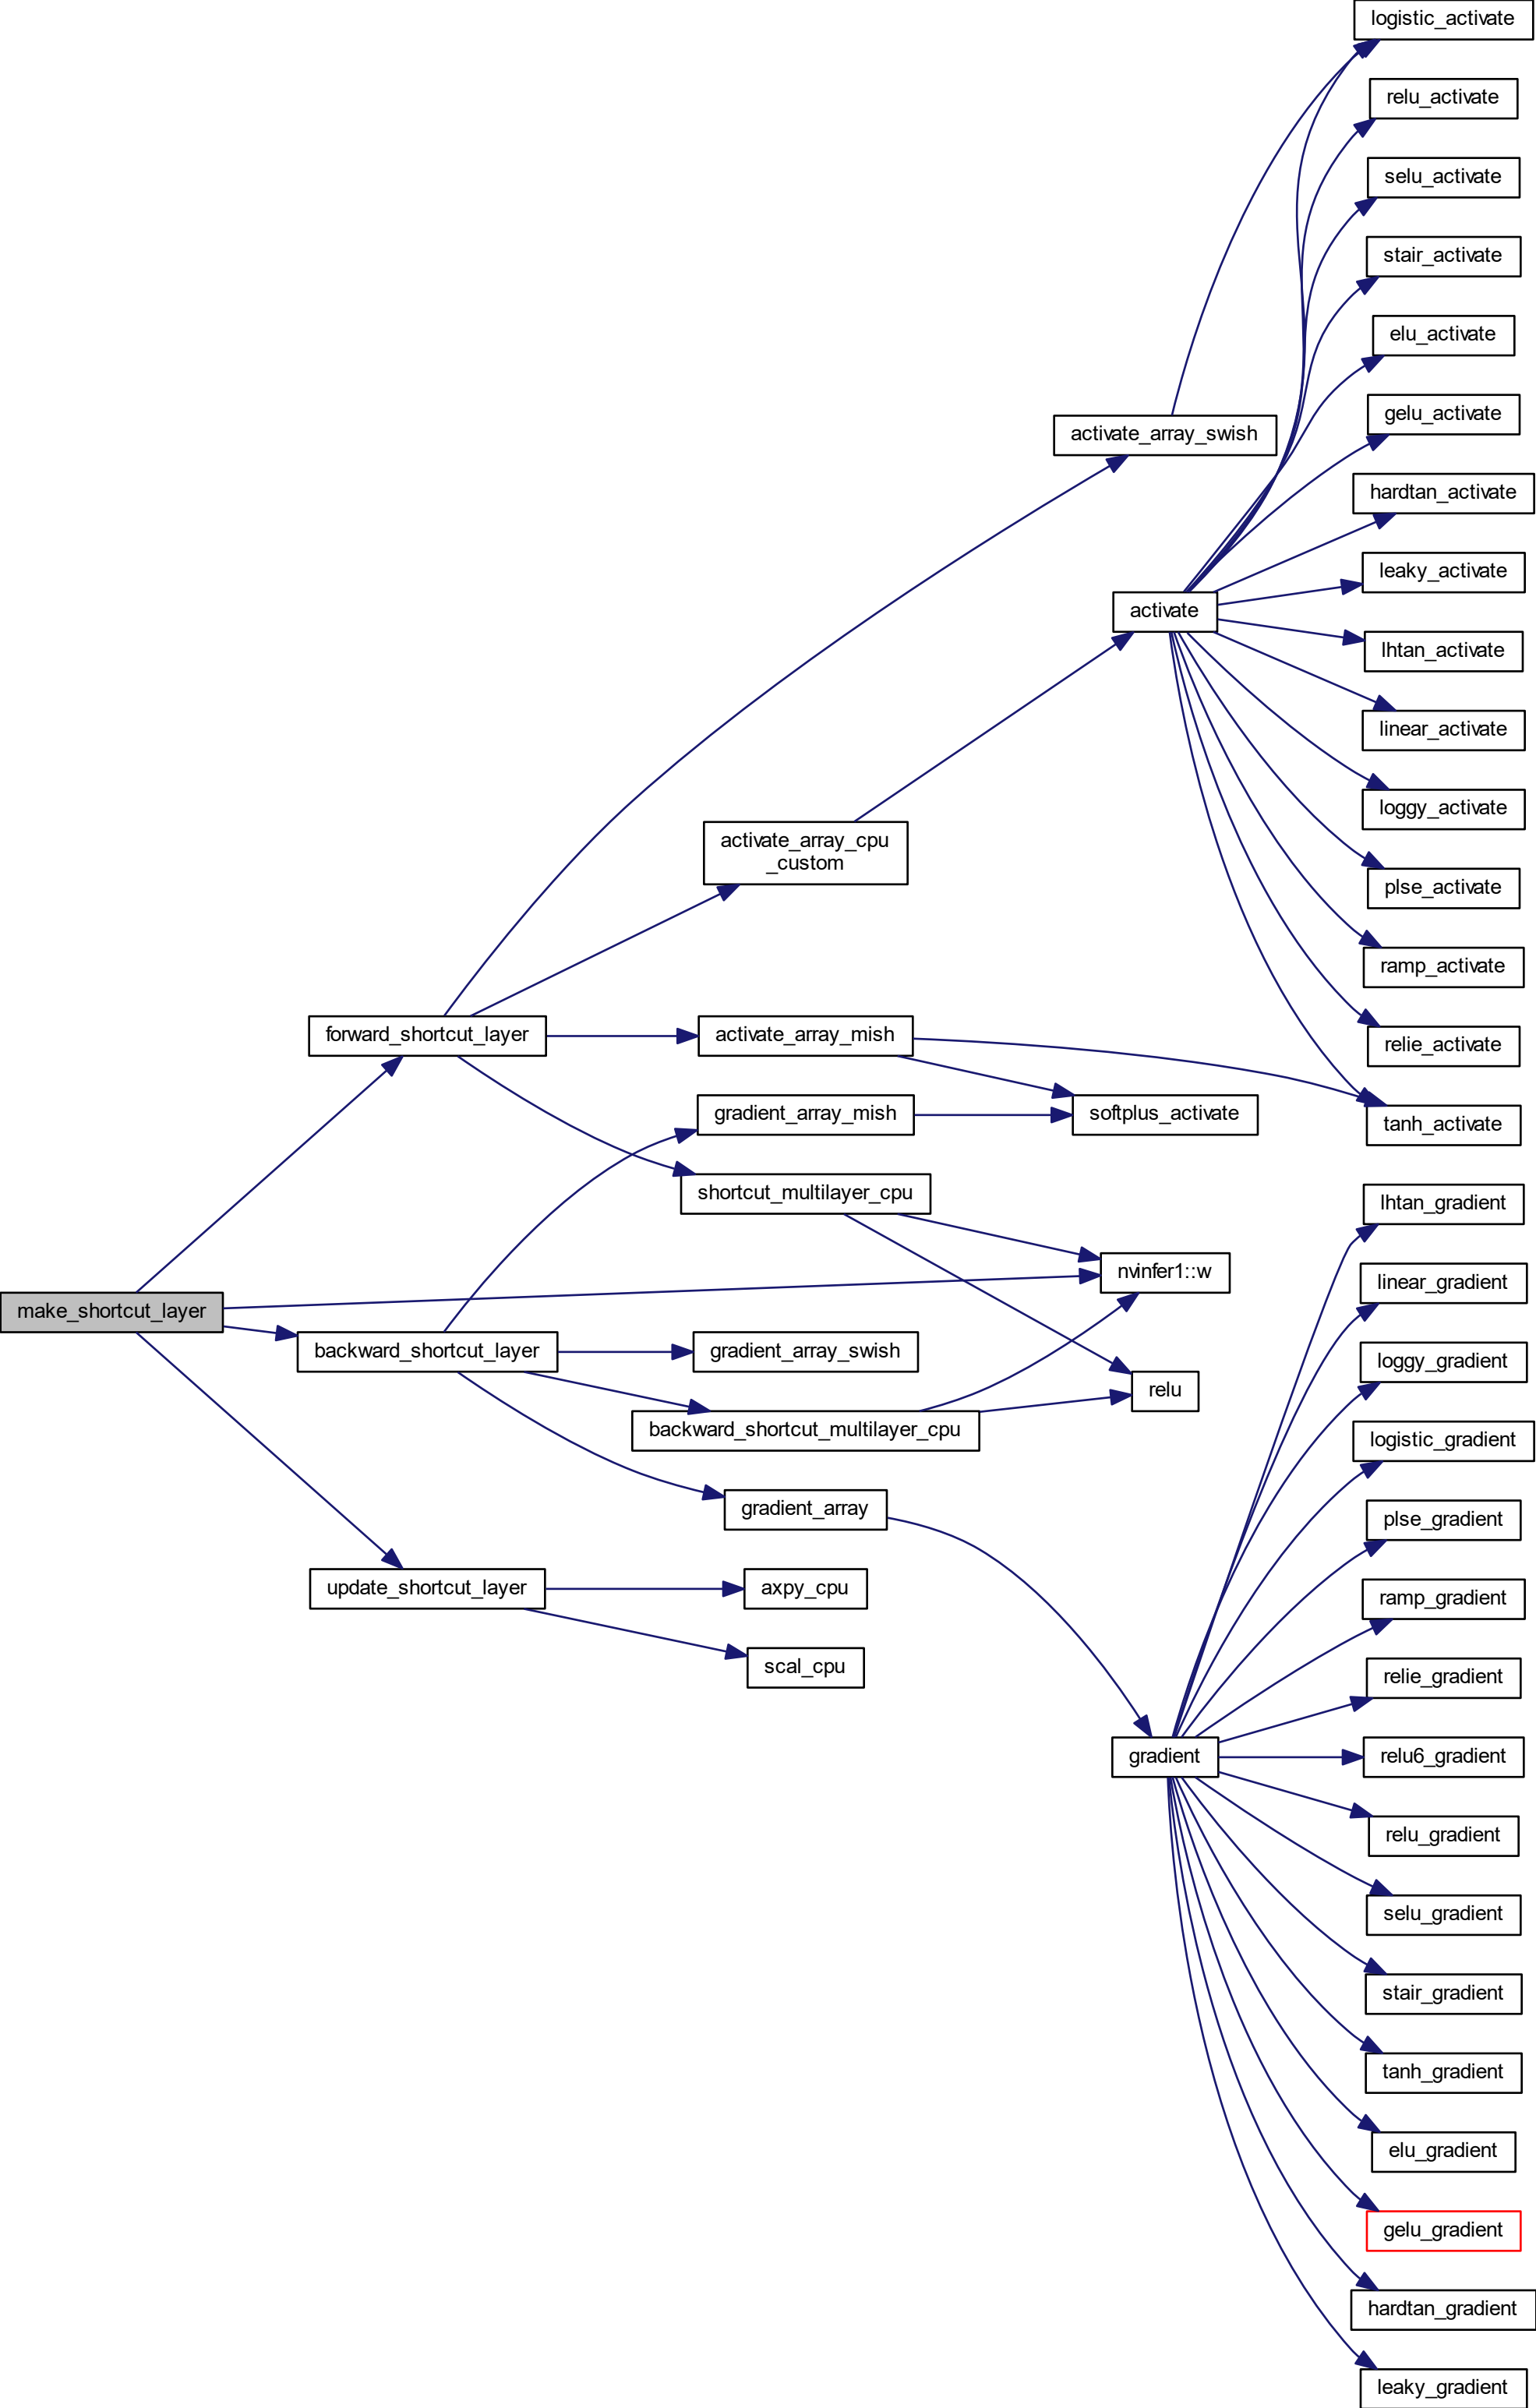 logistic_activate
relu_activate
selu_activate
stair_activate
elu_activate
gelu_activate
activate_array_swish
hardtan_activate
leaky_activate
activate
lhtan_activate
linear_activate
loggy_activate
activate_array_cpu
_custom
plse_activate
ramp_activate
forward_shortcut_layer
activate_array_mish
relie_activate
gradient_array_mish
softplus_activate
tanh_activate
shortcut_multilayer_cpu
lhtan_gradient
nvinfer1::w
linear_gradient
make_shortcut_layer
backward_shortcut_layer
gradient_array_swish
loggy_gradient
relu
backward_shortcut_multilayer_cpu
logistic_gradient
gradient_array
plse_gradient
update_shortcut_layer
axpy_cpu
ramp_gradient
scal_cpu
relie_gradient
gradient
relu6_gradient
relu_gradient
selu_gradient
stair_gradient
tanh_gradient
elu_gradient
gelu_gradient
hardtan_gradient
leaky_gradient